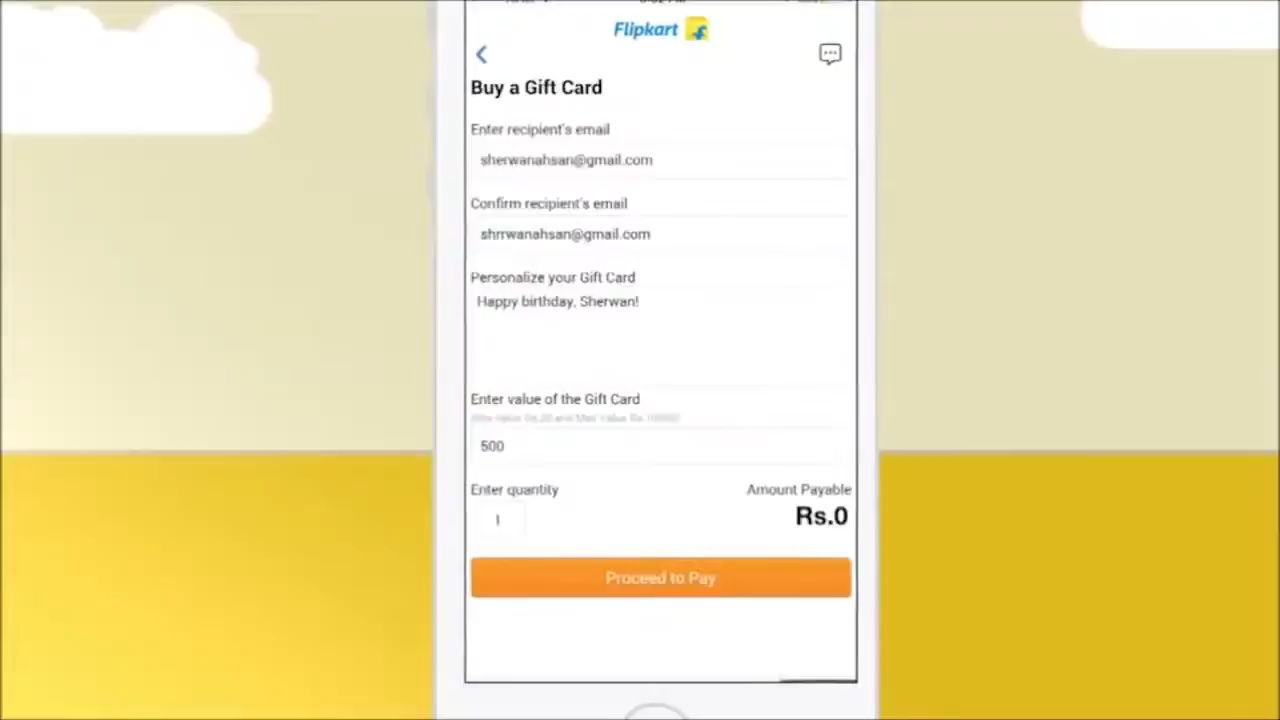 Flipkart
Buy a Gift Card
Enter recipient's email
sherwanahsan@gmail.com
Confirm recipient's email
shrrwanahsan@gmail.com
Personalize your Gift Card
Happy birthday, Sherwan!
Enter value of the Gift Card
500
Enter quantity
Amount Payable
1
Rs.0
Proceed to Pay